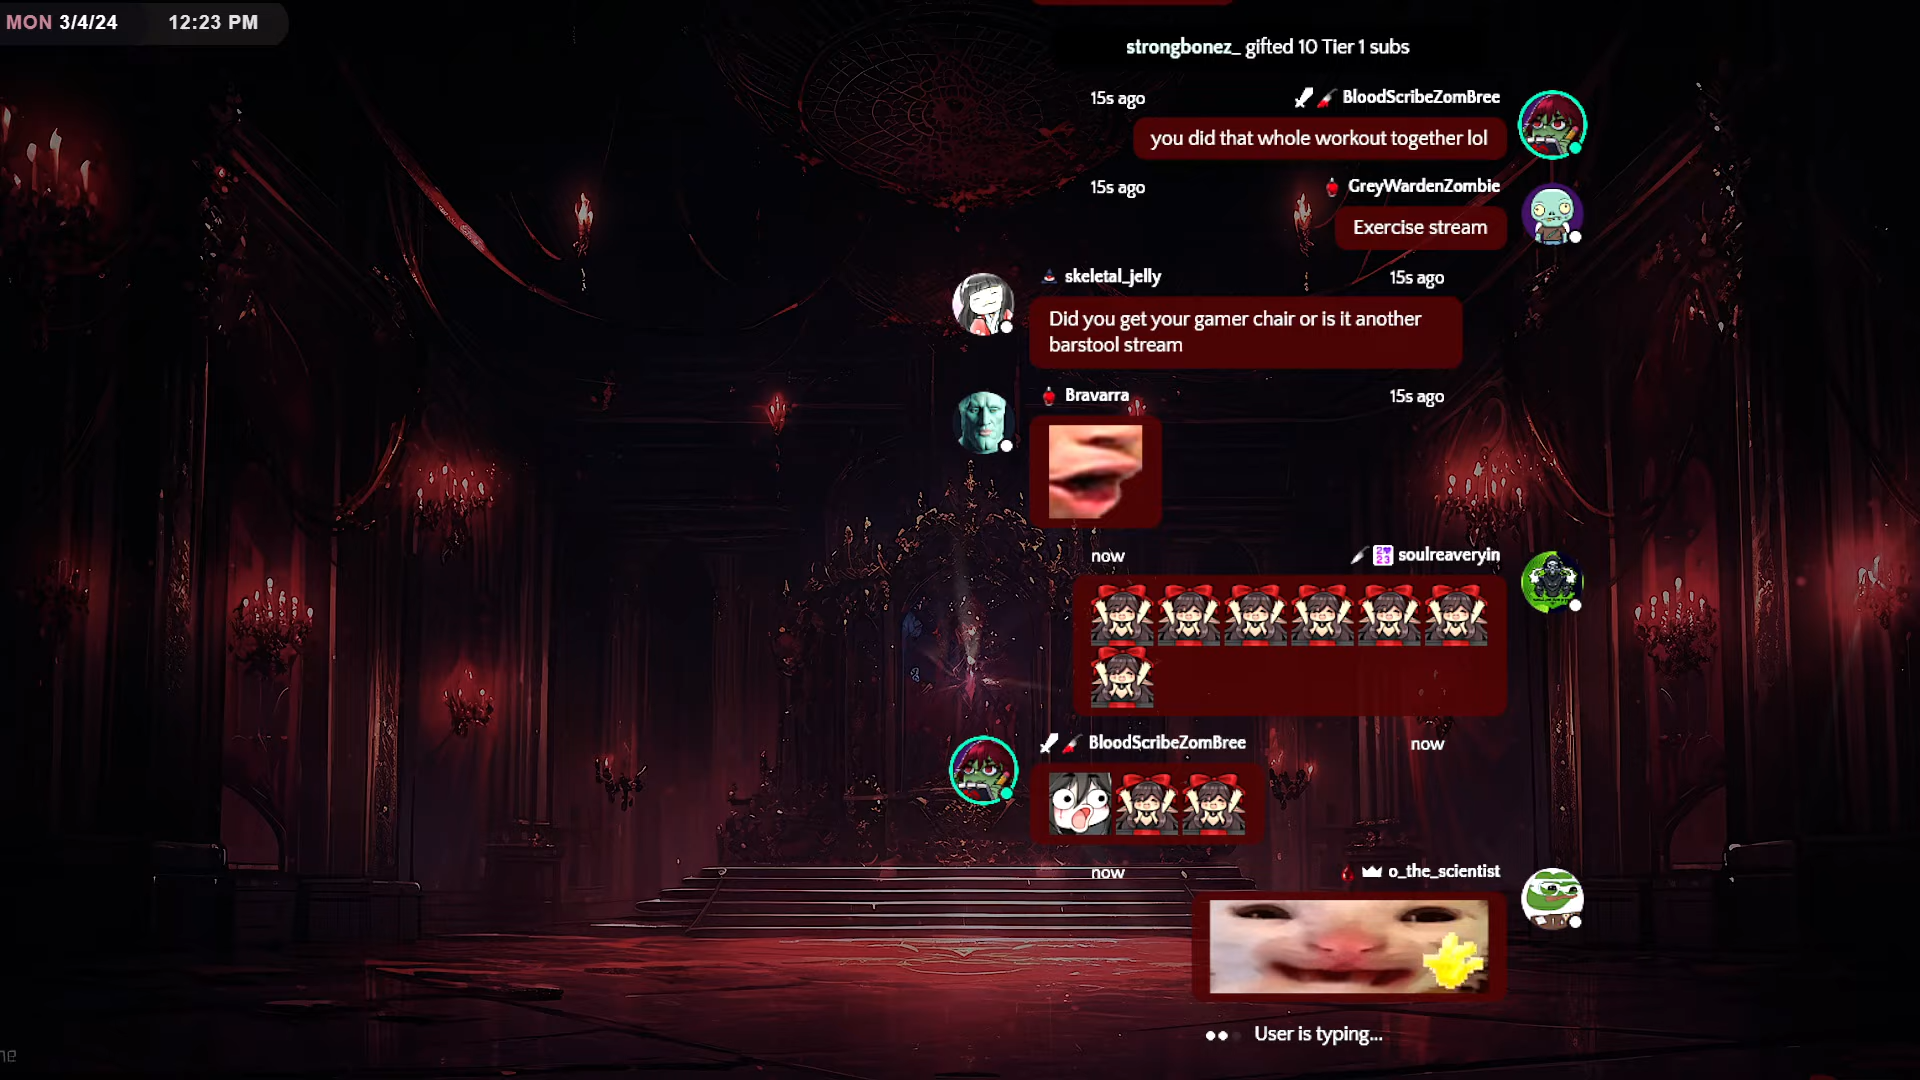 MON 3/4/24 12:23 PM
strongbonez_ gifted 10 Tier 1 subs
15s ago BloodScribeZomBree
you did that whole workout together lol
15s ago GreyWardenZombie
Exercise stream
skeletal_jelly 15s ago
Did you get your gamer chair or is it another
barstool stream
Bravarra 15s ago
now soulreaveryin
BloodScribeZomBree now
now o_the_scientist
User is typing...